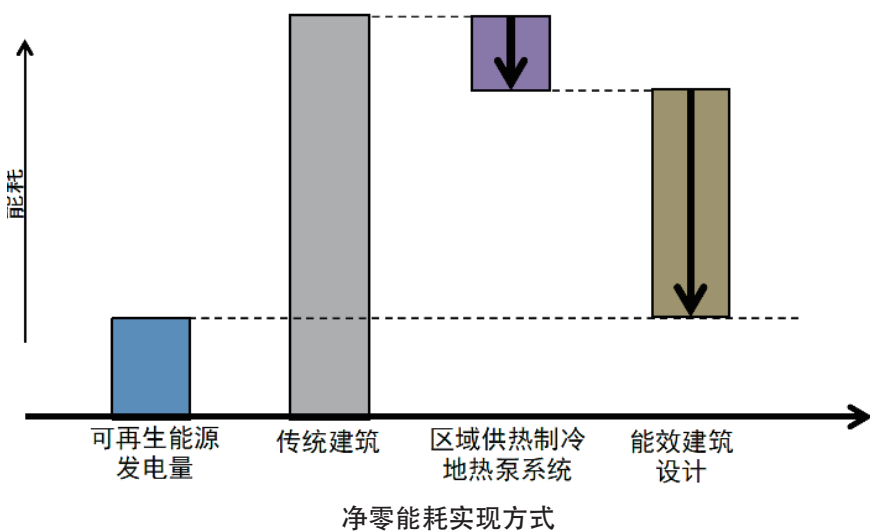 能耗
可再生能源
发电量
传统建筑
区域供热制冷
地热泵系统
能效建筑
设计
净零能耗实现方式